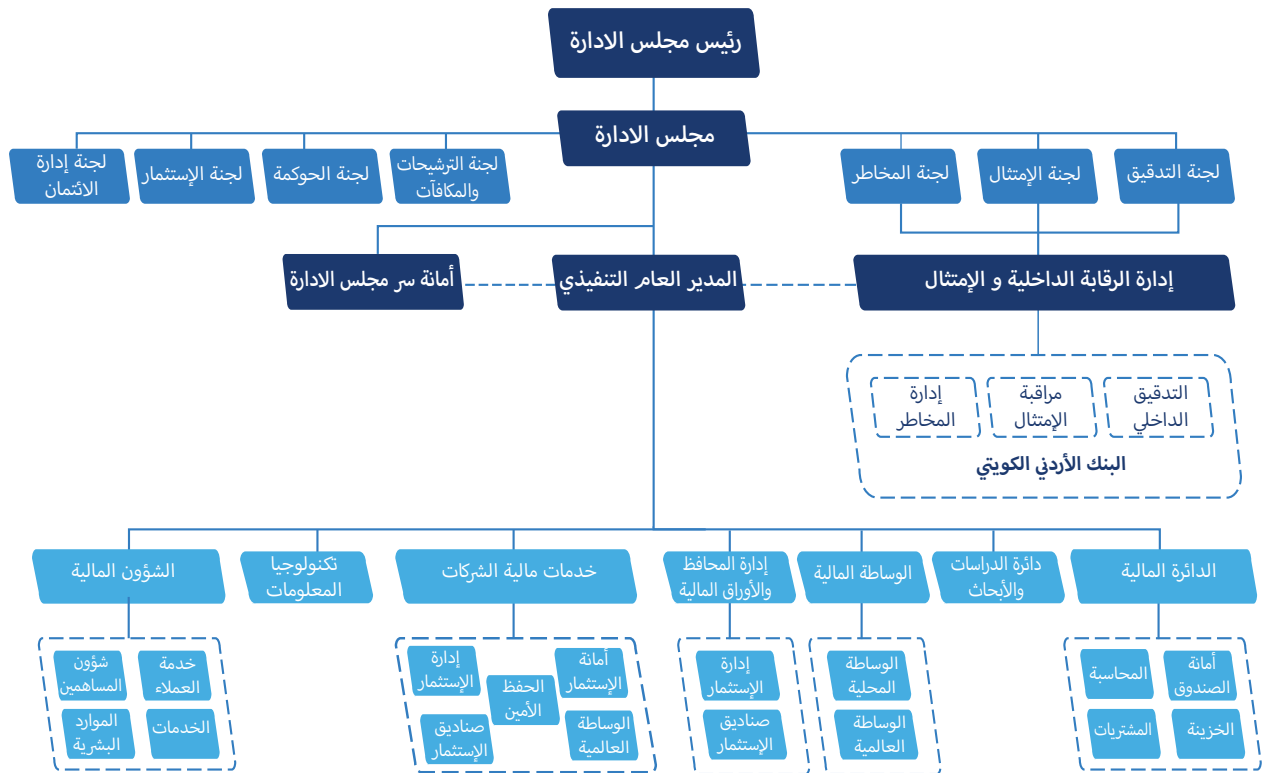 رئيس مجلس الادارة
مجلس الادارة
لجنة التدقيق
لجنة الإمتثال
لجنة المخاطر
لجنة الترشيحات
والمكافآت
لجنة الحوكمة
لجنة الإستثمار
لجنة إدارة
الائتمان
إدارة الرقابة الداخلية و الإمتثال
المدير العام التنفيذي
أمانة سر مجلس الادارة
التدقيق
الداخلي
مراقبة
الإمتثال
إدارة
المخاطر
البنك الأردني الكويتي
الدائرة المالية
دائرة الدراسات
والأبحاث
الوساطة المالية
إدارة المحافظ
والأوراق المالية
خدمات مالية الشركات
تكنولوجيا
المعلومات
الشؤون المالية
أمانة
الصندوق
المحاسبة
الخزينة
المشتريات
الوساطة
المحلية
الوساطة
العالمية
إدارة
الإستثمار
صناديق
الإستثمار
أمانة
الإستثمار
الحفظ
الأمين
إدارة
الإستثمار
الوساطة
العالمية
صناديق
الإستثمار
خدمة
العملاء
شؤون
المساهمين
الخدمات
الموارد
البشرية